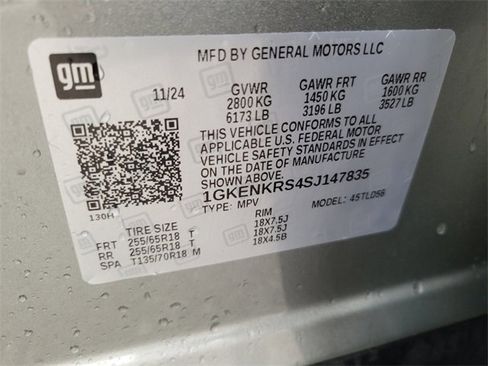 gm
MFD BY GENERAL MOTORS LLC
11/24 GVWR GAWR FRT GAWR RR
2800 KG 1450 KG 1600 KG
6173 LB 3196 LB 3527 LB
THIS VEHICLE CONFORMS TO ALL
APPLICABLE U.S. FEDERAL MOTOR
VEHICLE SAFETY STANDARDS IN EFFECT
ON THE DATE OF MANUFACTURE
SHOWN ABOVE.
1GKENKRS4SJ147835
130H TYPE: MPV MODEL: 4STLD56
TIRE SIZE RIM
FRT 255/65R18 T 18X7.5J
RR 255/65R18 T 18X7.5J
SPA T135/70R18 M 18X4.5B